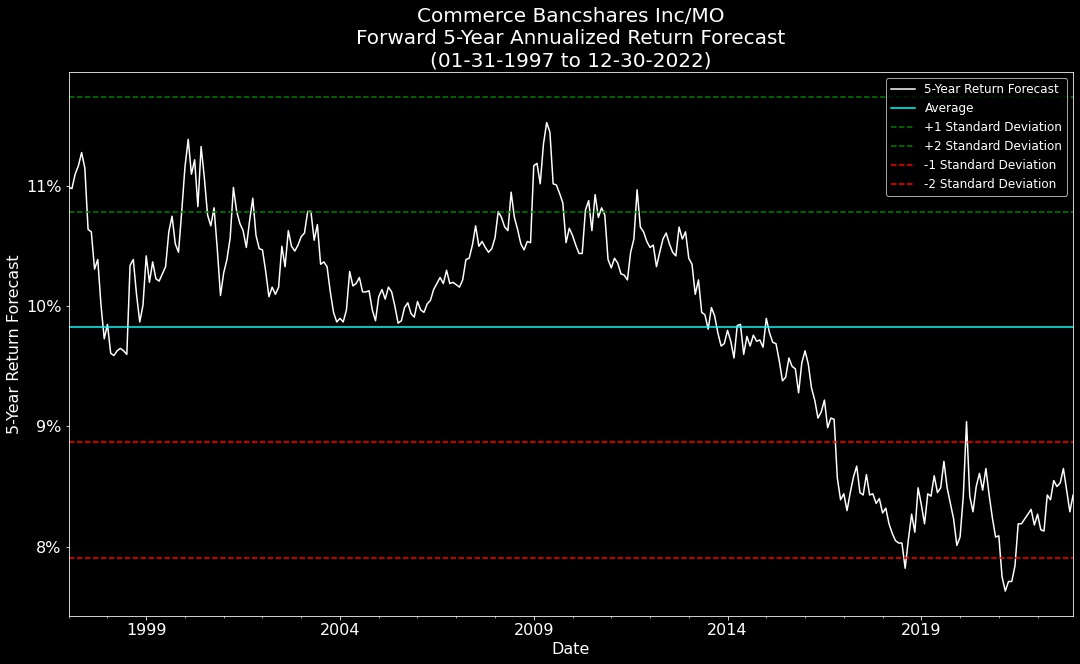 Commerce Bancshares Inc/MO
Forward 5-Year Annualized Return Forecast
(01-31-1997 to 12-30-2022)
5-Year Return Forecast
Average
+1 Standard Deviation
+2 Standard Deviation
-1 Standard Deviation
-2 Standard Deviation
5-Year Return Forecast
11%
10%
9%
8%
1999
2004
2009
2014
2019
Date